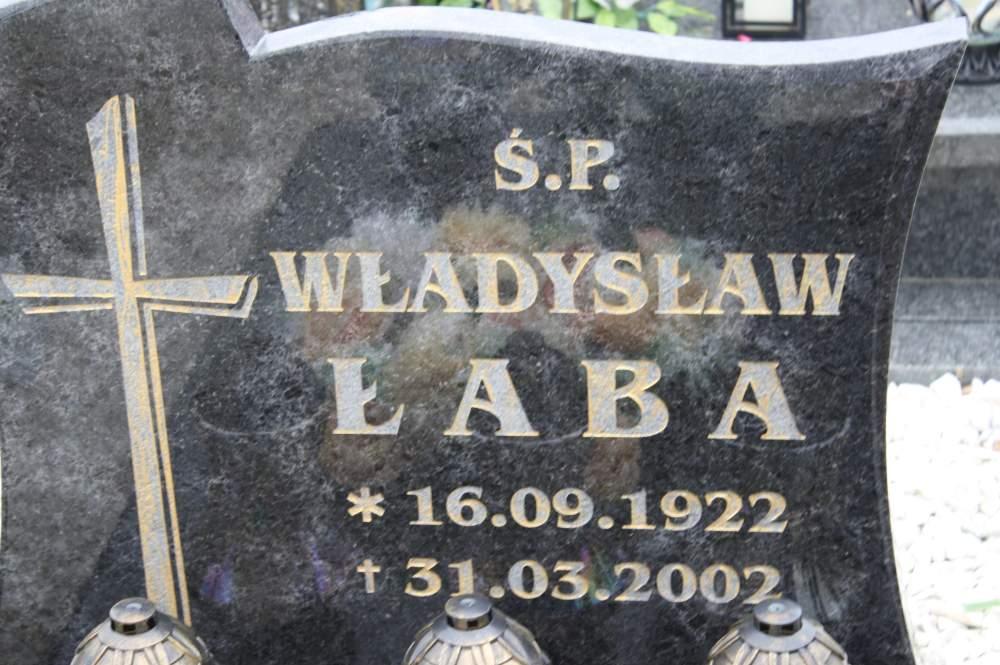 Ś.P.
WŁADYSŁAW
ŁABA
* 16.09.1922
† 31.03.2002